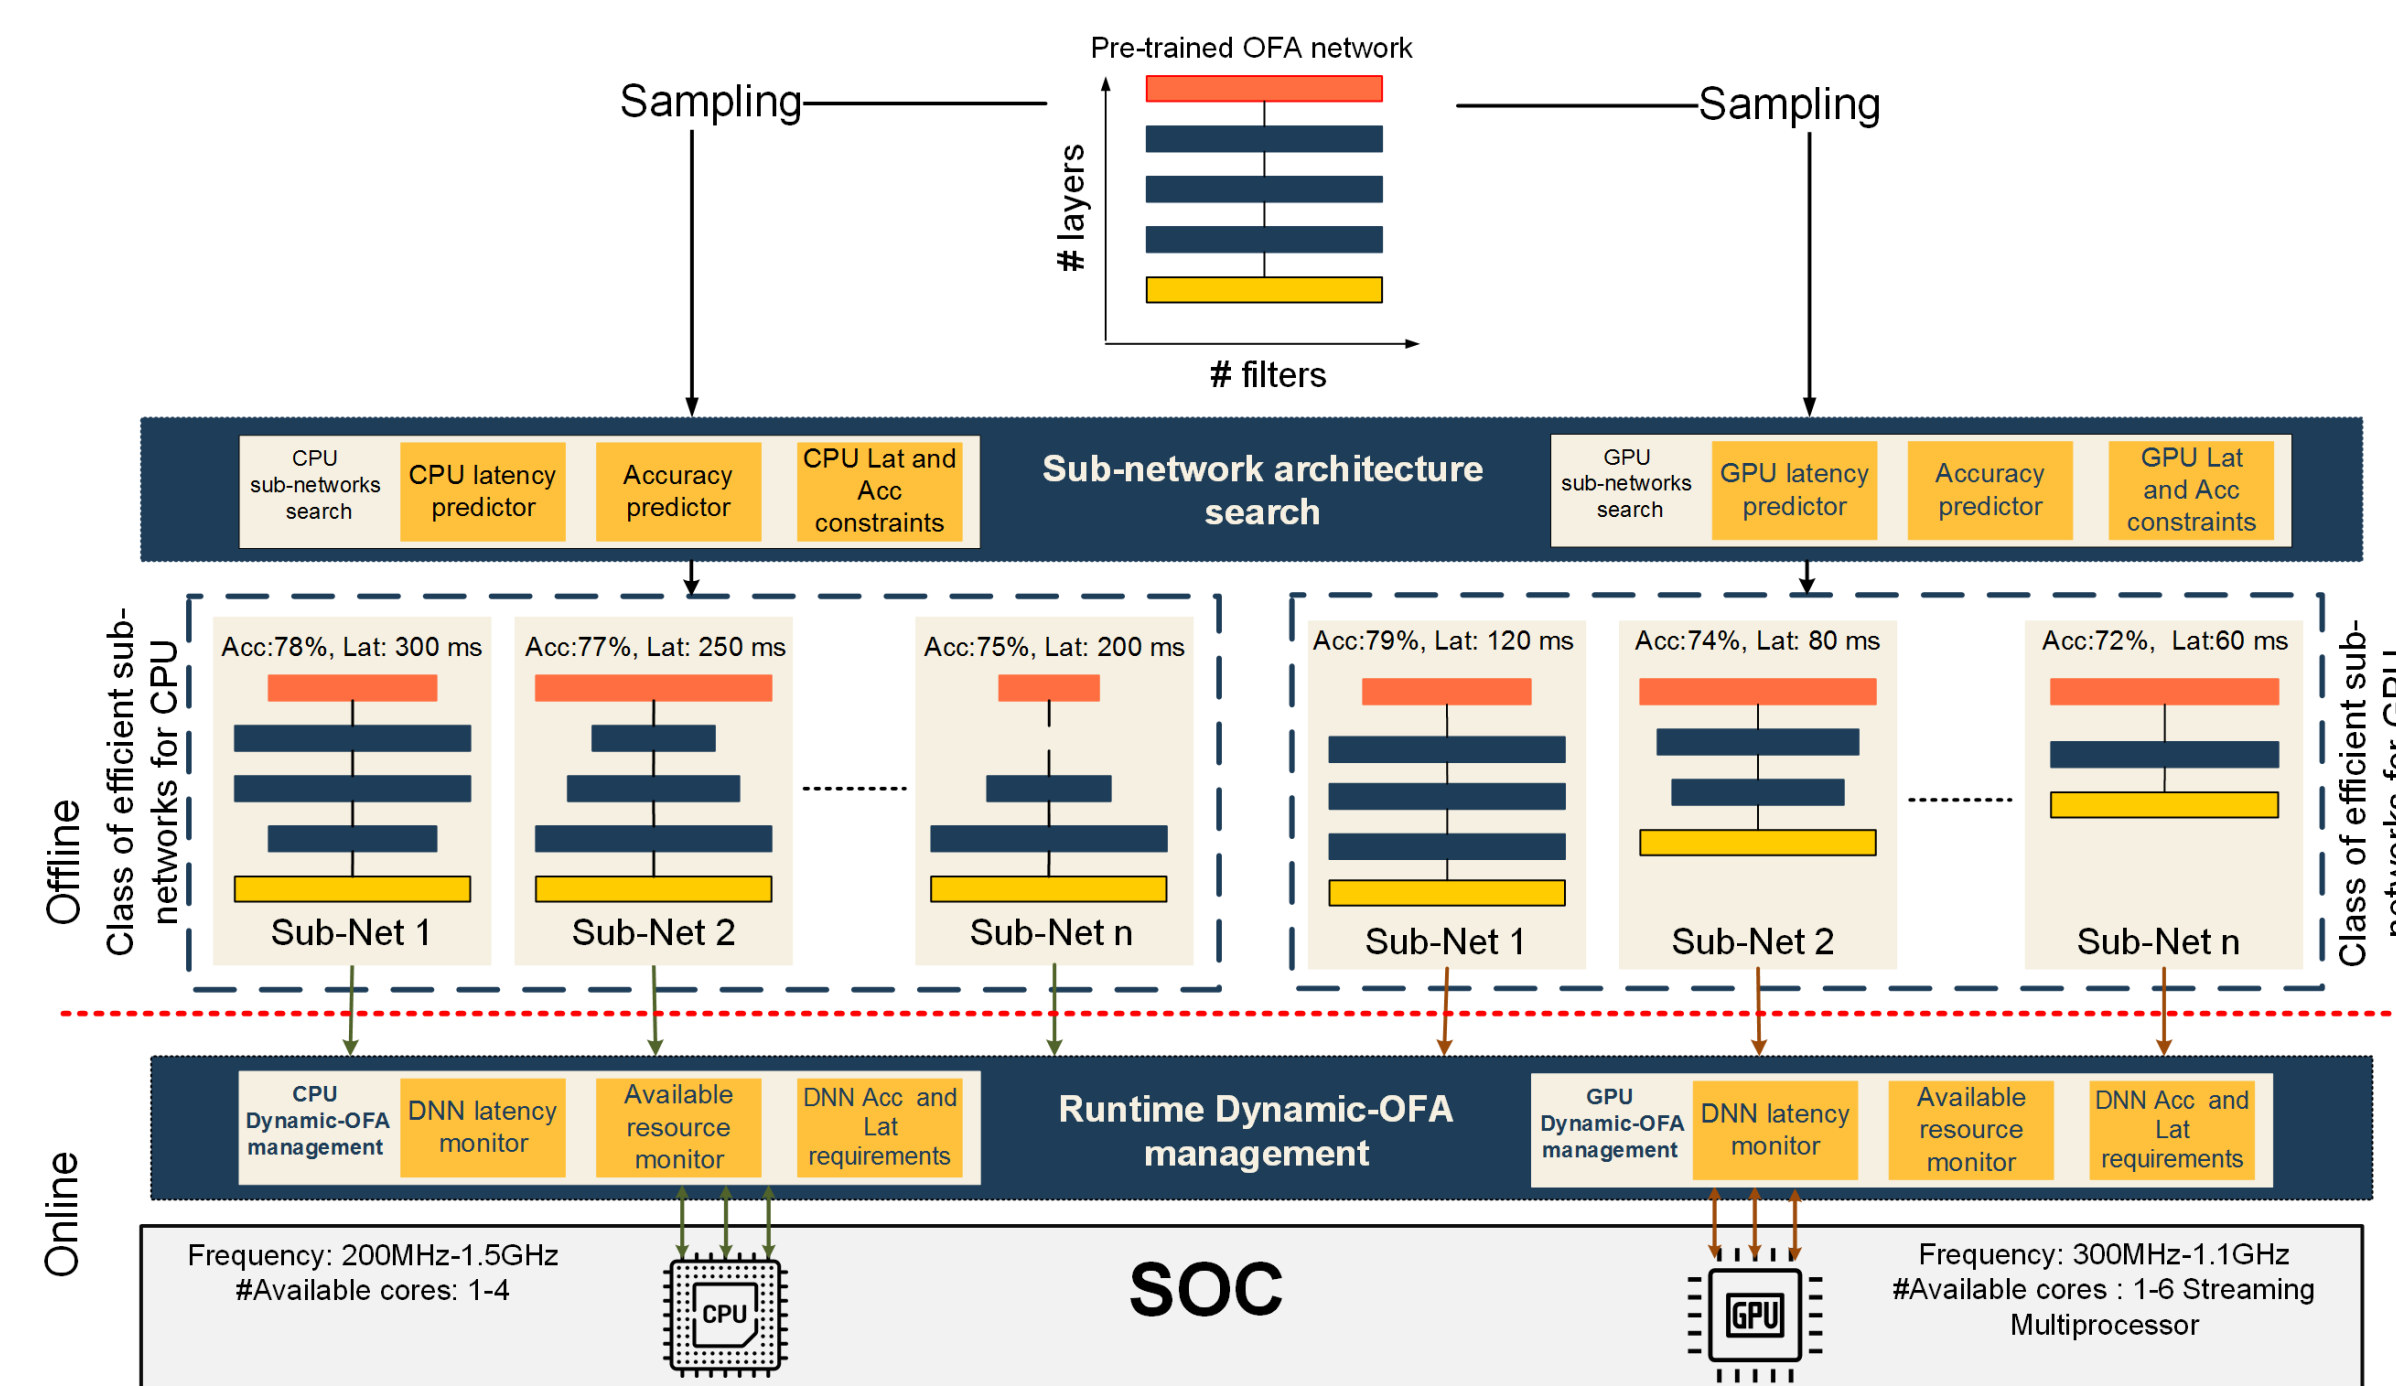 Pre-trained OFA network
Sampling
Sampling
# layers
# filters
CPU
sub-networks
search
CPU latency
predictor
Accuracy
predictor
CPU Lat and
Acc
constraints
Sub-network architecture
search
GPU
sub-networks
search
GPU latency
predictor
Accuracy
predictor
GPU Lat
and Acc
constraints
Offline
Class of efficient sub-
networks for CPU
Acc:78%, Lat: 300 ms
Sub-Net 1
Acc:77%, Lat: 250 ms
Sub-Net 2
Acc:75%, Lat: 200 ms
Sub-Net n
Acc:79%, Lat: 120 ms
Sub-Net 1
Acc:74%, Lat: 80 ms
Sub-Net 2
Acc:72%, Lat:60 ms
Sub-Net n
Class of efficient sub-
networks for GPU
Online
CPU
Dynamic-OFA
management
DNN latency
monitor
Available
resource
monitor
DNN Acc and
Lat
requirements
Runtime Dynamic-OFA
management
GPU
Dynamic-OFA
management
DNN latency
monitor
Available
resource
monitor
DNN Acc and
Lat
requirements
Frequency: 200MHz-1.5GHz
#Available cores: 1-4
CPU
SOC
GPU
Frequency: 300MHz-1.1GHz
#Available cores : 1-6 Streaming
Multiprocessor